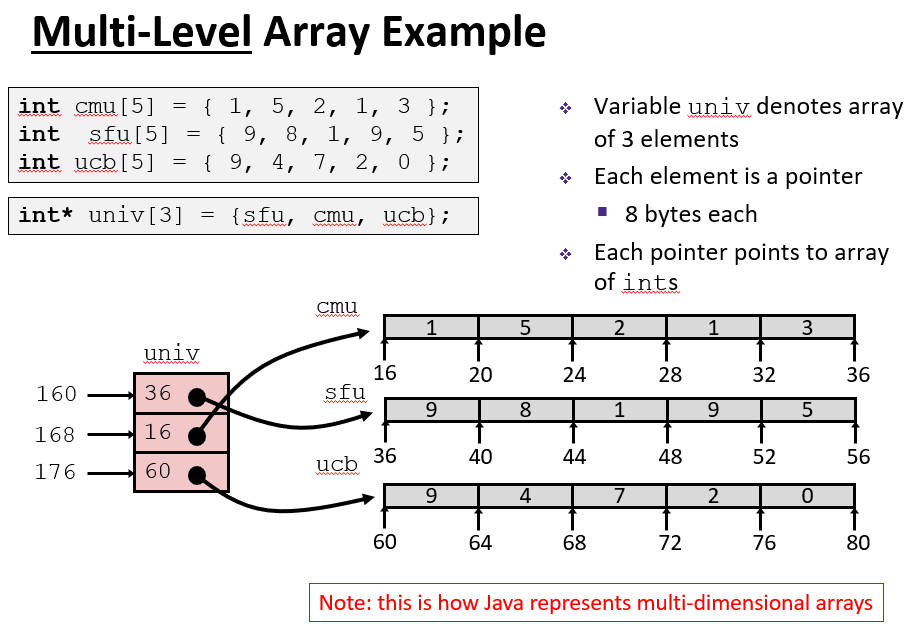 Multi-Level Array Example
int cmu[5] = { 1, 5, 2, 1, 3 };
int sfu[5] = { 9, 8, 1, 9, 5 };
int ucb[5] = { 9, 4, 7, 2, 0 };
int* univ[3] = {sfu, cmu, ucb};
Variable univ denotes array
of 3 elements
Each element is a pointer
8 bytes each
Each pointer points to array
of ints
cmu
1 5 2 1 3
16 20 24 28 32 36
univ
160 36
168 16
176 60
sfu
9 8 1 9 5
36 40 44 48 52 56
ucb
9 4 7 2 0
60 64 68 72 76 80
Note: this is how Java represents multi-dimensional arrays